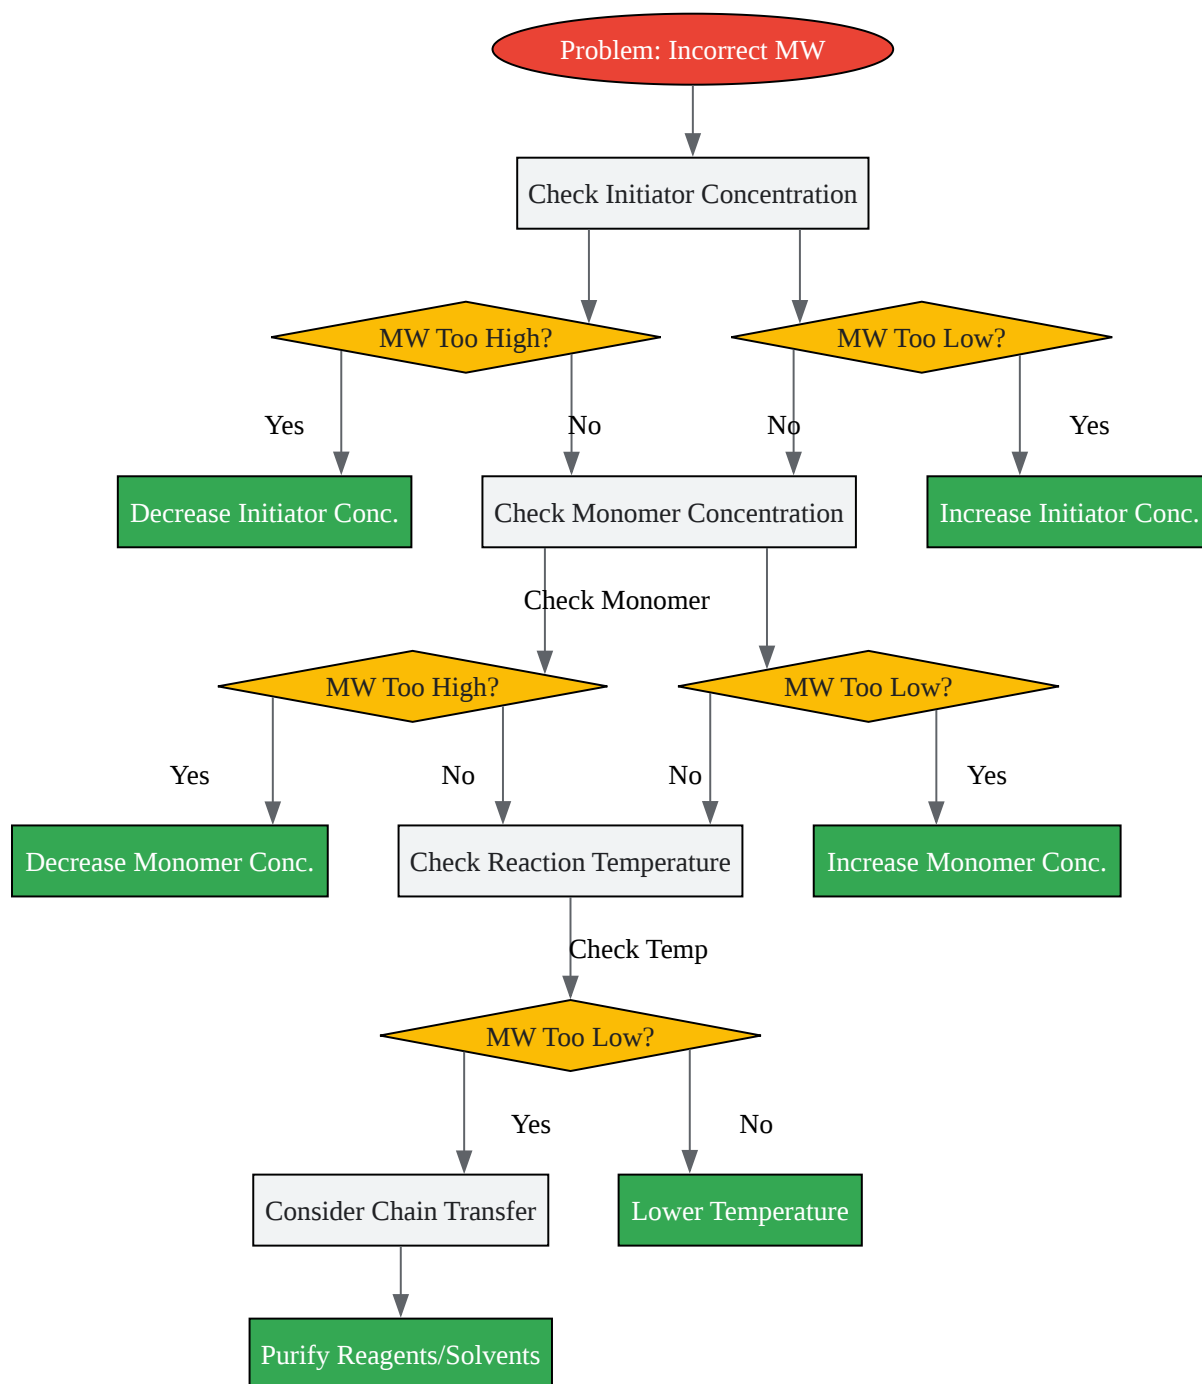 Problem: Incorrect MW
Check Initiator Concentration
MW Too High?
MW Too Low?
Yes
No
No
Yes
Decrease Initiator Conc.
Check Monomer Concentration
Increase Initiator Conc.
Check Monomer
MW Too High?
MW Too Low?
Yes
No
No
Yes
Decrease Monomer Conc.
Check Reaction Temperature
Increase Monomer Conc.
Check Temp
MW Too Low?
Yes
No
Consider Chain Transfer
Lower Temperature
Purify Reagents/Solvents